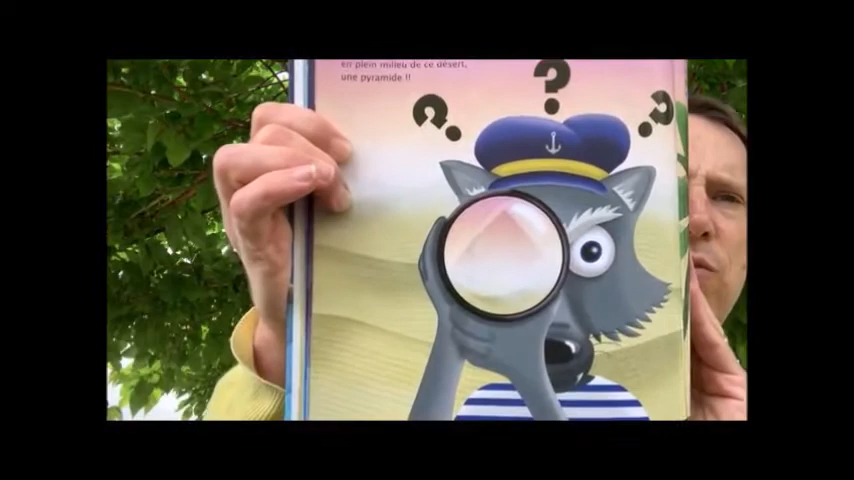 en plein milieu de ce désert,
une pyramide !!
? ? ?